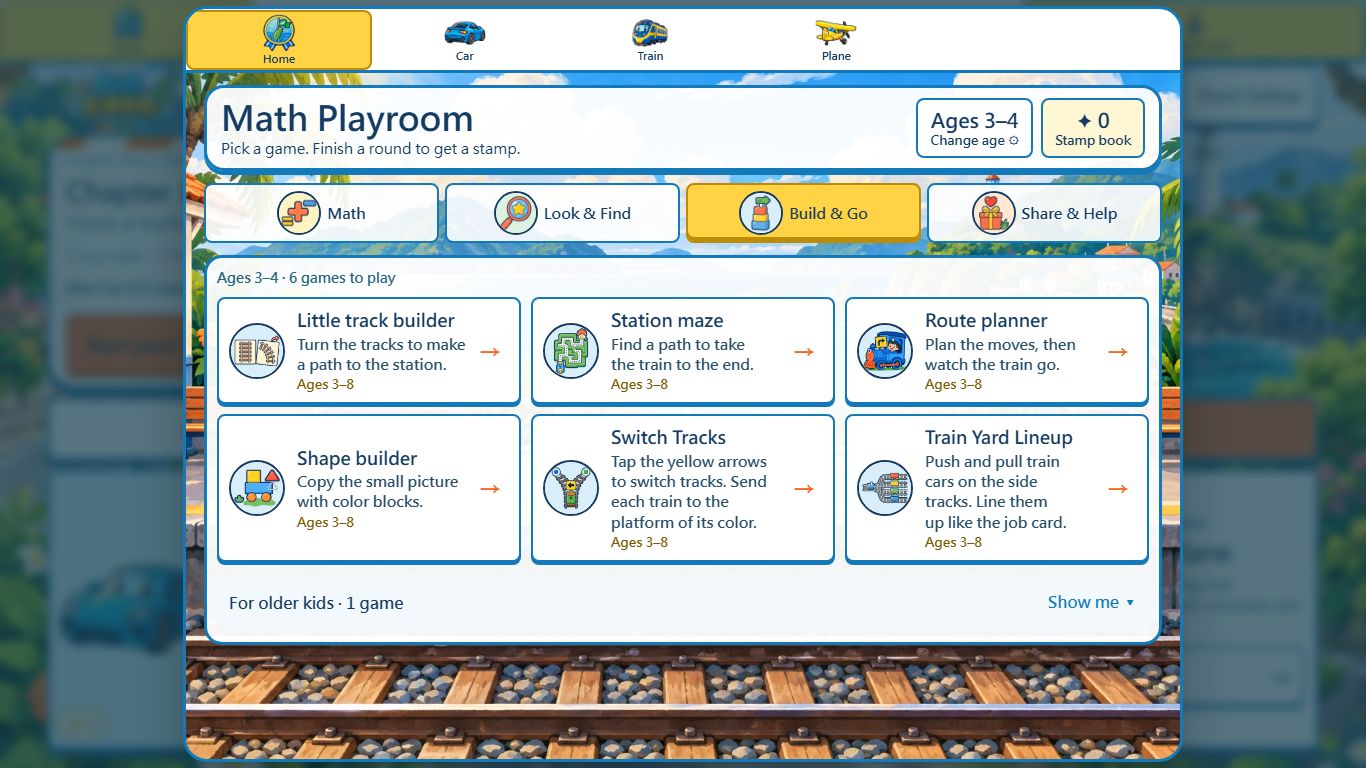 Home
Car
Train
Plane
Math Playroom
Pick a game. Finish a round to get a stamp.
Ages 3–4
Change age ⚙
✦ 0
Stamp book
Math
Look & Find
Build & Go
Share & Help
Ages 3–4 · 6 games to play
Little track builder
Turn the tracks to make
a path to the station.
Ages 3–8
→
Station maze
Find a path to take
the train to the end.
Ages 3–8
→
Route planner
Plan the moves, then
watch the train go.
Ages 3–8
→
Shape builder
Copy the small picture
with color blocks.
Ages 3–8
→
Switch Tracks
Tap the yellow arrows
to switch tracks. Send
each train to the
platform of its color.
Ages 3–8
→
Train Yard Lineup
Push and pull train
cars on the side
tracks. Line them
up like the job card.
Ages 3–8
→
For older kids · 1 game
Show me ▼